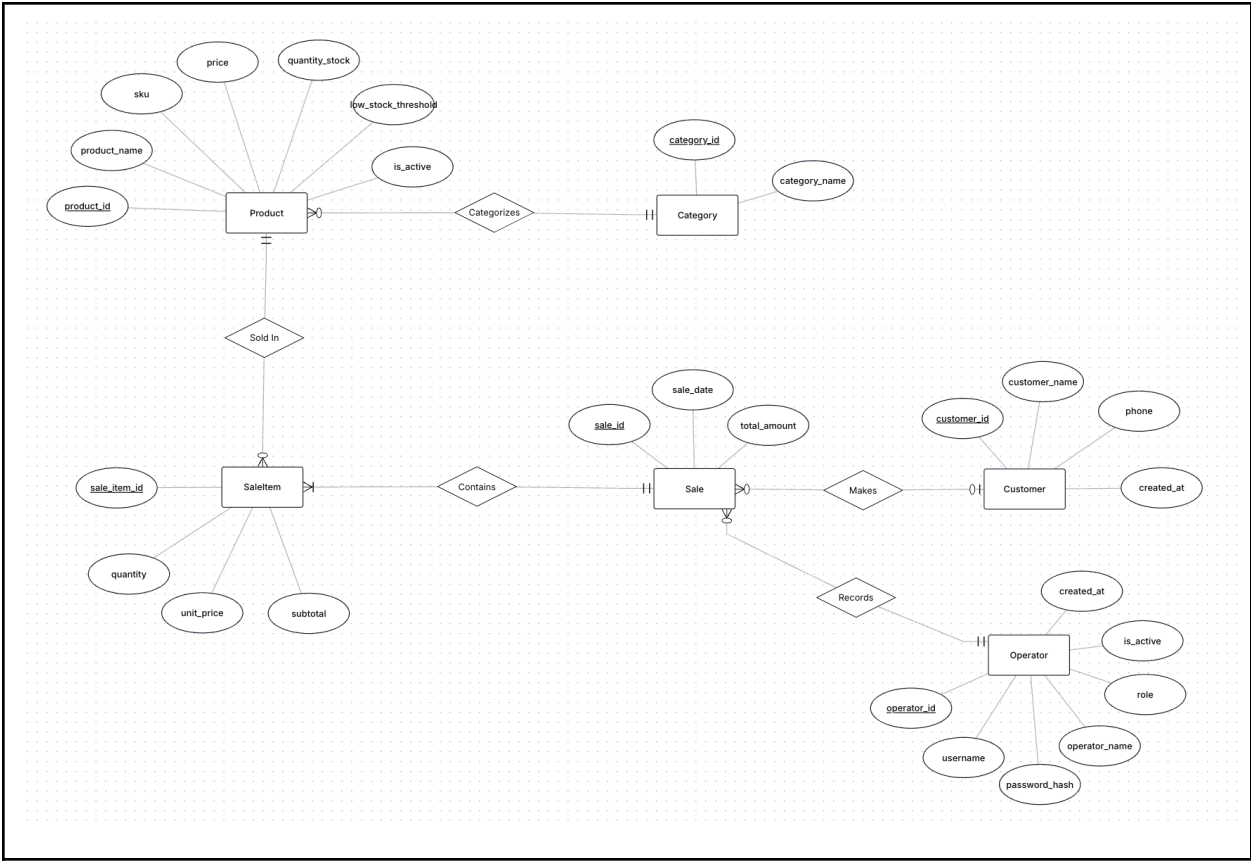 price
quantity_stock
sku
low_stock_threshold
product_name
is_active
product_id
Product
Categorizes
category_id
category_name
Category
Sold In
sale_item_id
SaleItem
quantity
unit_price
subtotal
Contains
sale_id
sale_date
total_amount
Sale
Makes
customer_id
customer_name
phone
created_at
Customer
Records
Operator
created_at
is_active
role
operator_id
operator_name
username
password_hash